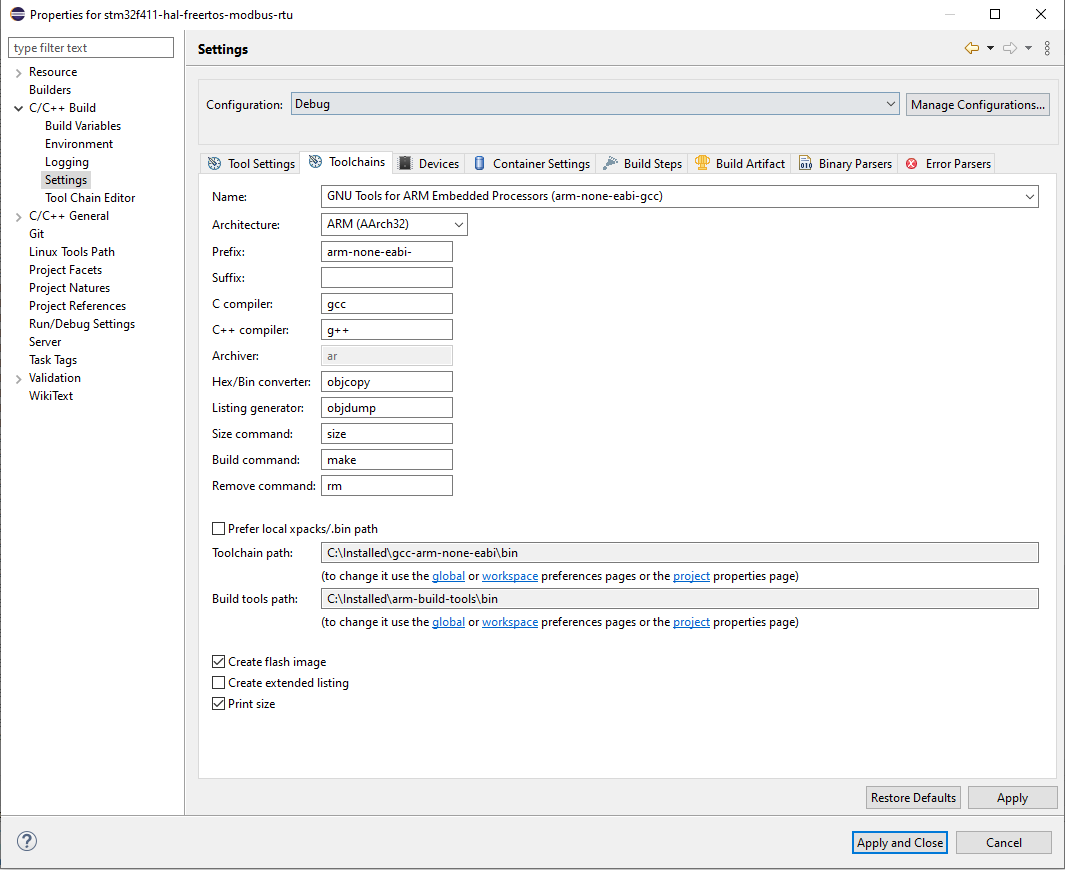 Properties for stm32f411-hal-freertos-modbus-rtu
type filter text
Resource
Builders
C/C++ Build
Build Variables
Environment
Logging
Settings
Tool Chain Editor
C/C++ General
Git
Linux Tools Path
Project Facets
Project Natures
Project References
Run/Debug Settings
Server
Task Tags
Validation
WikiText
Settings
Configuration: Debug Manage Configurations...
Tool Settings Toolchains Devices Container Settings Build Steps Build Artifact Binary Parsers Error Parsers
Name: GNU Tools for ARM Embedded Processors (arm-none-eabi-gcc)
Architecture: ARM (AArch32)
Prefix: arm-none-eabi-
Suffix:
C compiler: gcc
C++ compiler: g++
Archiver: ar
Hex/Bin converter: objcopy
Listing generator: objdump
Size command: size
Build command: make
Remove command: rm
Prefer local xpacks/.bin path
Toolchain path: C:\Installed\gcc-arm-none-eabi\bin
(to change it use the global or workspace preferences pages or the project properties page)
Build tools path: C:\Installed\arm-build-tools\bin
(to change it use the global or workspace preferences pages or the project properties page)
Create flash image
Create extended listing
Print size
Restore Defaults Apply
? Apply and Close Cancel